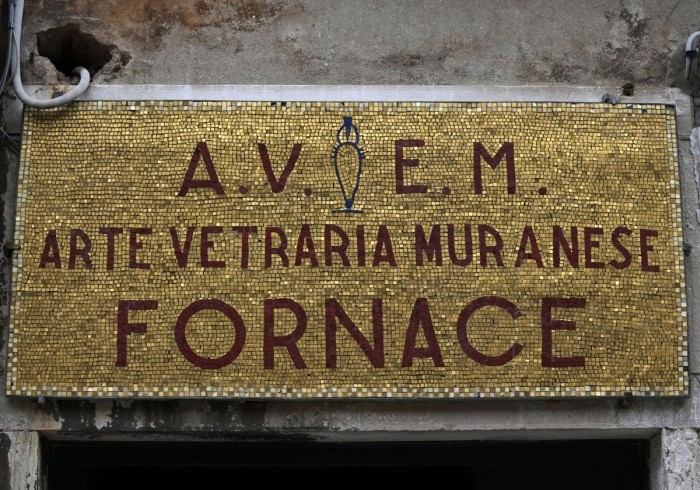 A.V. E.M.
ARTE VETRARIA MURANESE
FORNACE